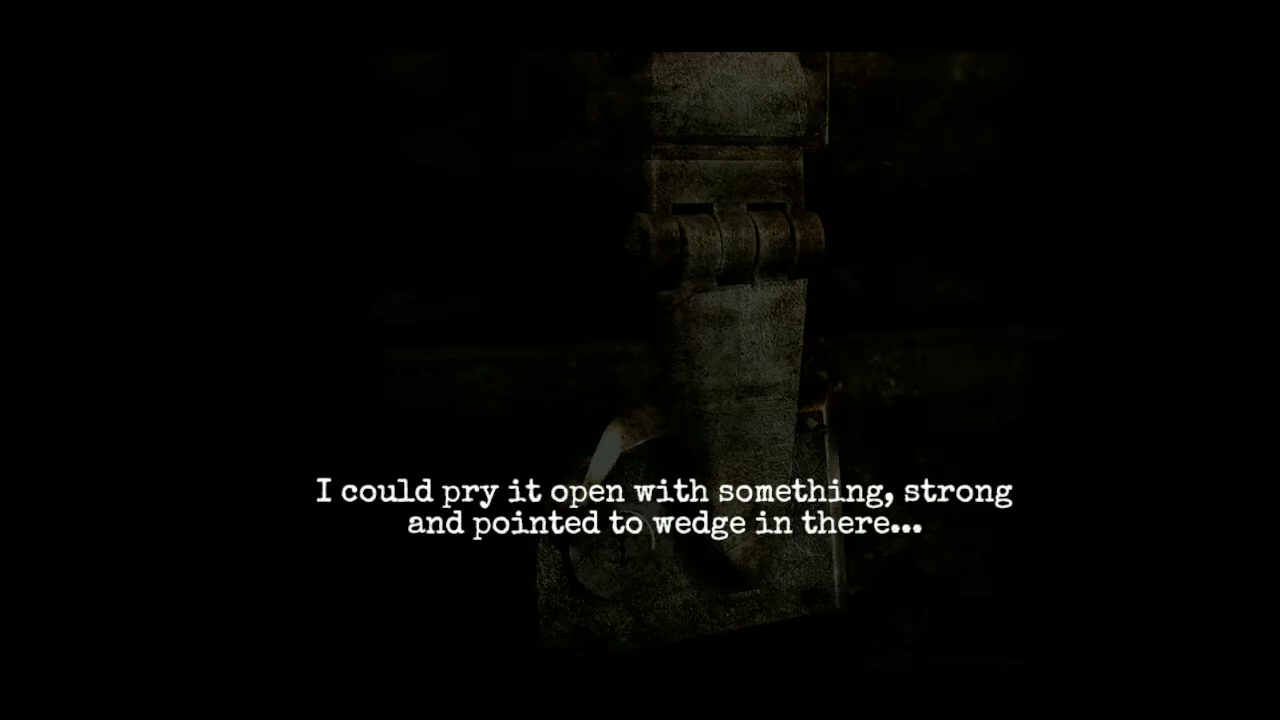 I could pry it open with something, strong
and pointed to wedge in there...